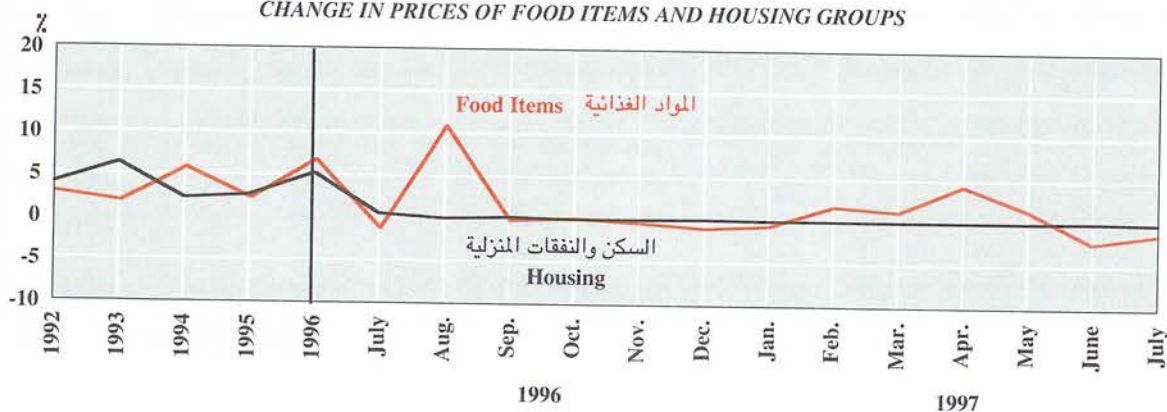 CHANGE IN PRICES OF FOOD ITEMS AND HOUSING GROUPS
%
20
15
10
5
0
-5
-10
Food Items المواد الغذائية
السكن والنفقات المنزلية
Housing
1992
1993
1994
1995
1996
July
Aug.
Sep.
Oct.
Nov.
Dec.
Jan.
Feb.
Mar.
Apr.
May
June
July
1996
1997